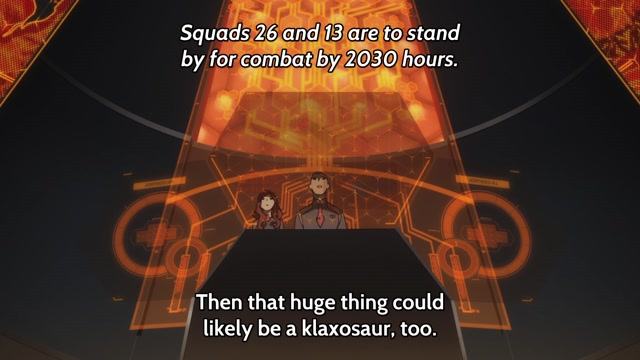 Squads 26 and 13 are to stand
by for combat by 2030 hours.
Then that huge thing could
likely be a klaxosaur, too.